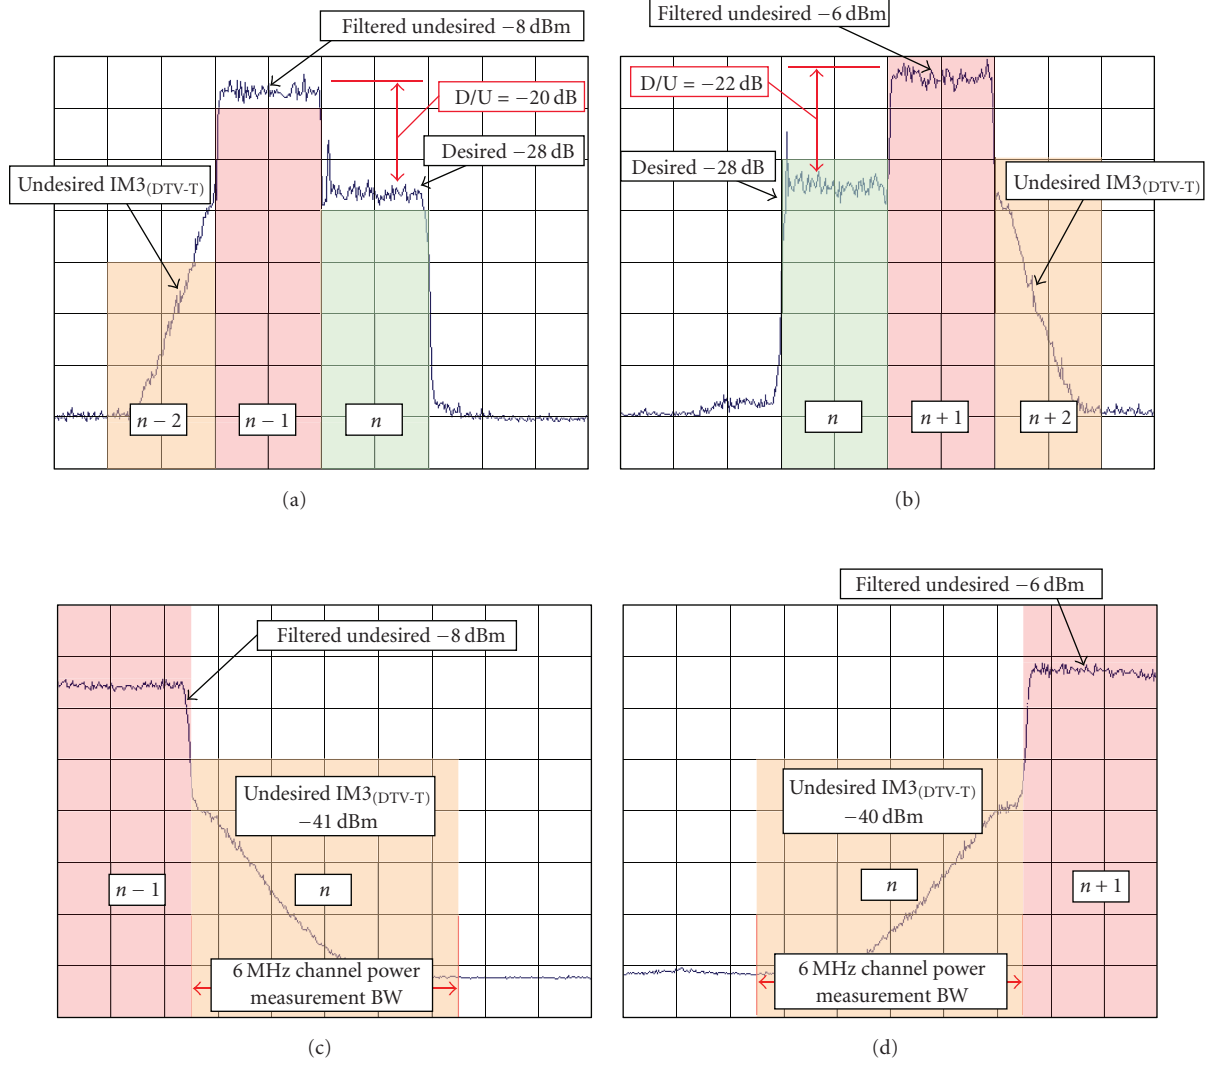 Filtered undesired −8 dBm
D/U = −20 dB
Desired −28 dB
Undesired IM3(DTV-T)
n − 2
n − 1
n
(a)
Filtered undesired −6 dBm
D/U = −22 dB
Desired −28 dB
Undesired IM3(DTV-T)
n
n + 1
n + 2
(b)
Filtered undesired −8 dBm
Undesired IM3(DTV-T)
−41 dBm
n − 1
n
6 MHz channel power
measurement BW
(c)
Filtered undesired −6 dBm
Undesired IM3(DTV-T)
−40 dBm
n
n + 1
6 MHz channel power
measurement BW
(d)